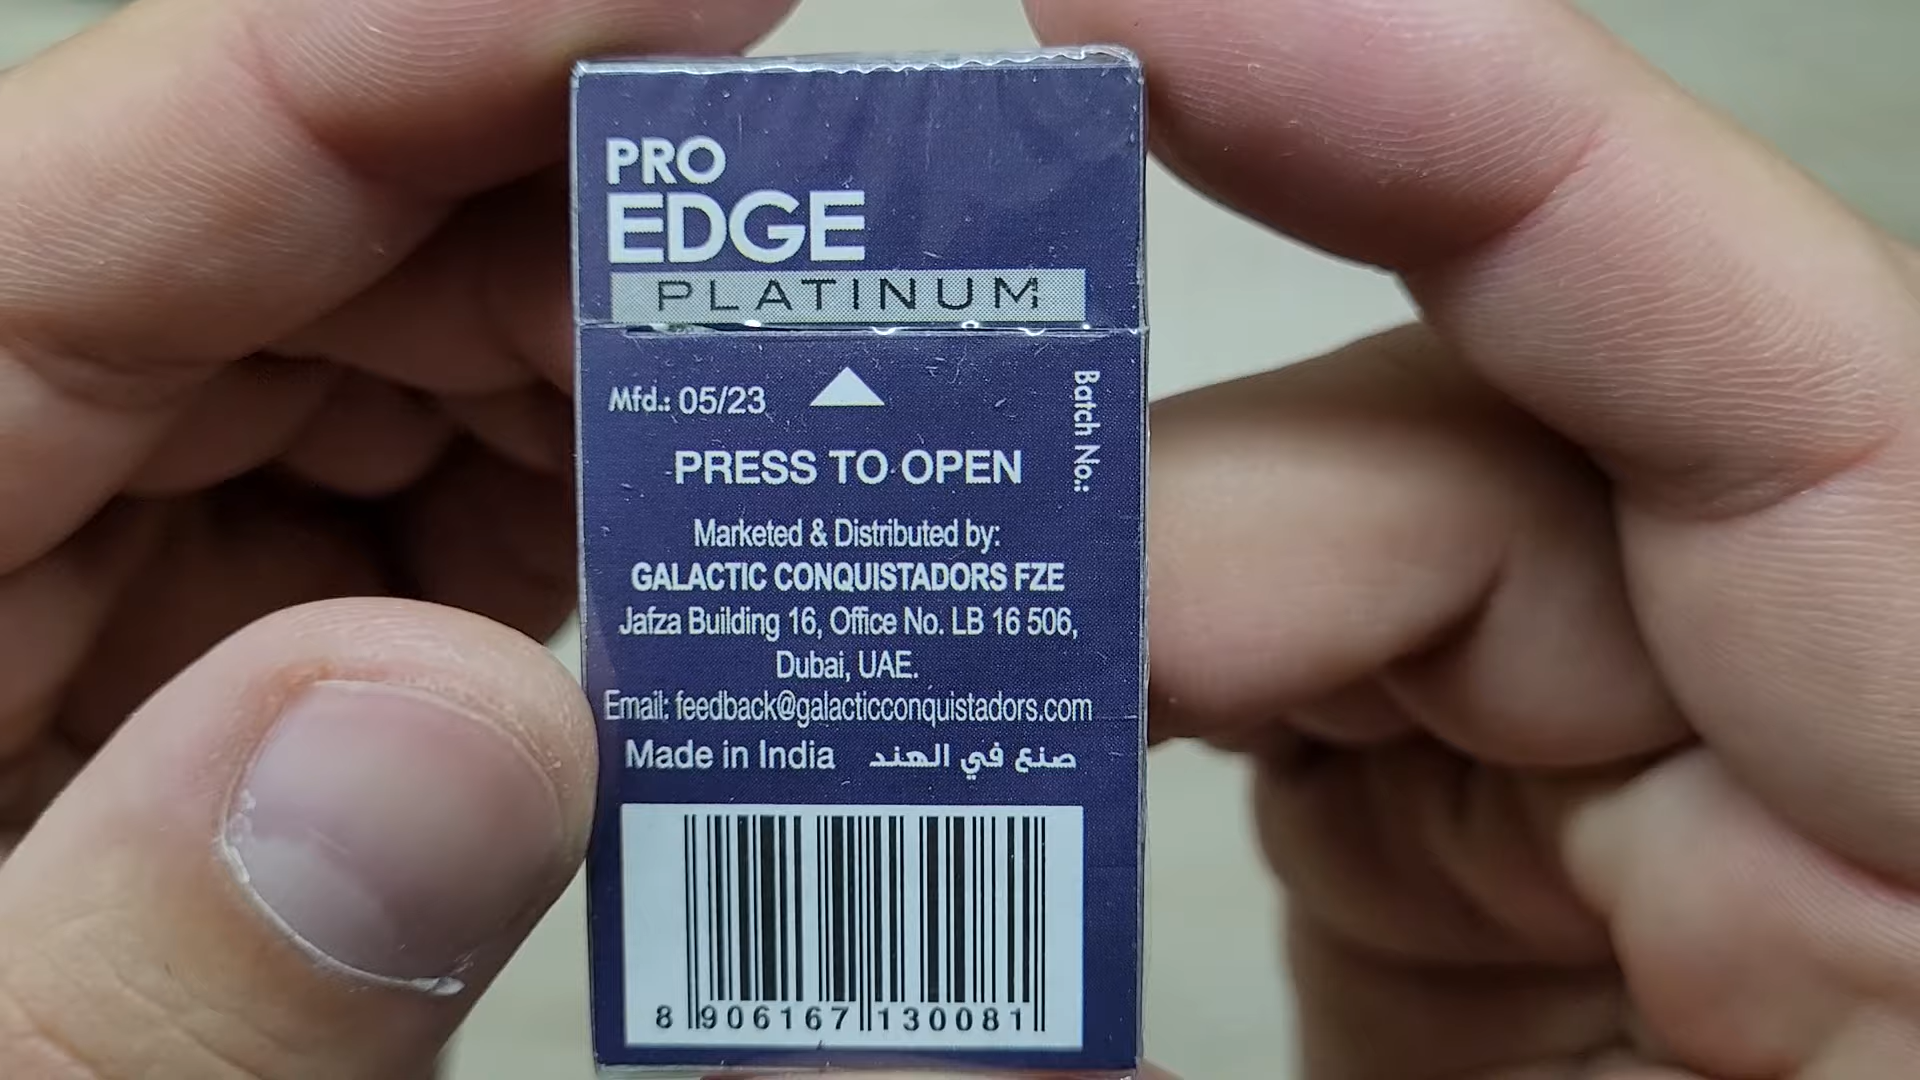 PRO
EDGE
PLATINUM
Mfd.: 05/23
Batch No.:
PRESS TO OPEN
Marketed & Distributed by:
GALACTIC CONQUISTADORS FZE
Jafza Building 16, Office No. LB 16 506,
Dubai, UAE.
Email: feedback@galacticconquistadors.com
Made in India صنع في الهند
8 906167 130081